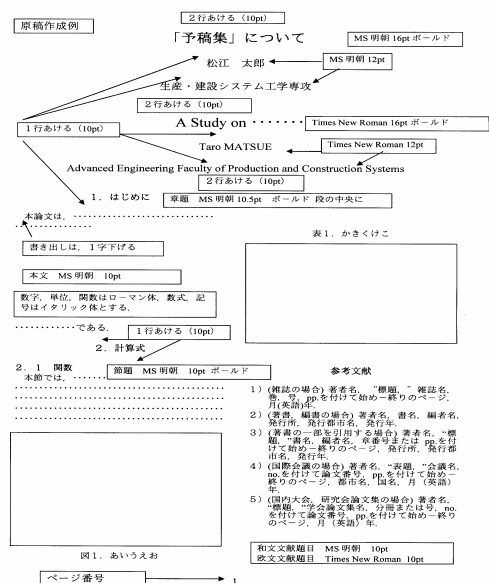 原稿作成例
２行あける（10pt）
「予稿集」について
MS 明朝 16pt ボールド
松江　太郎
MS 明朝 12pt
生産・建設システム工学専攻
２行あける（10pt）
１行あける（10pt）
A Study on ・・・・・・・
Times New Roman 16pt ボールド
Taro MATSUE
Times New Roman 12pt
Advanced Engineering Faculty of Production and Construction Systems
２行あける（10pt）
１．はじめに
章題　MS 明朝 10.5pt　ボールド 段の中央に
本論文は，・・・・・・・・・・・・・・・・・・・・・・
・・・・・・・・・・・・
書き出しは，１字下げる
本文　MS 明朝　10pt
数字，単位，関数はローマン体，数式，記
号はイタリック体とする．
・・・・・・・・・・・・である．
１行あける（10pt）
２．計算式
２．１　関数
節題　MS 明朝　10pt ボールド
本節では，・・・・・・・・・・・・・・・・・・・・・・
・・・・・・・・・・・・・・・・・・・・・・・・・・・・
・・・・・・・・・・・・・・・・・・・・・・・・・・・・
・・・・・・・・・・・・・・・・・・・・・・・・・・・・
図１．あいうえお
表１．かきくけこ
参考文献
１）(雑誌の場合) 著者名，“標題，” 雑誌名，
巻，号，pp.を付けて始め－終りのページ，
月(英語)年．
２）(著書，編書の場合) 著者名，書名，編者名，
発行所，発行都市名，発行年．
３）(著書の一部を引用する場合) 著者名，“標
題，”書名，編者名，章番号または pp.を付
けて始め－終りのページ，発行所，発行都
市名，発行年．
４）(国際会議の場合) 著者名，“表題，”会議名，
no.を付けて論文番号，pp.を付けて始め－終り
のページ，都市名，国名，月（英語）
年．
５）(国内大会，研究会論文集の場合) 著者名，
“標題，”学会論文集名，分冊または号，no.
を付けて論文番号，pp.を付けて始め－終り
のページ，月（英語）年．
和文文献題目　MS 明朝　10pt
欧文文献題目　Times New Roman 10pt
ページ番号
1